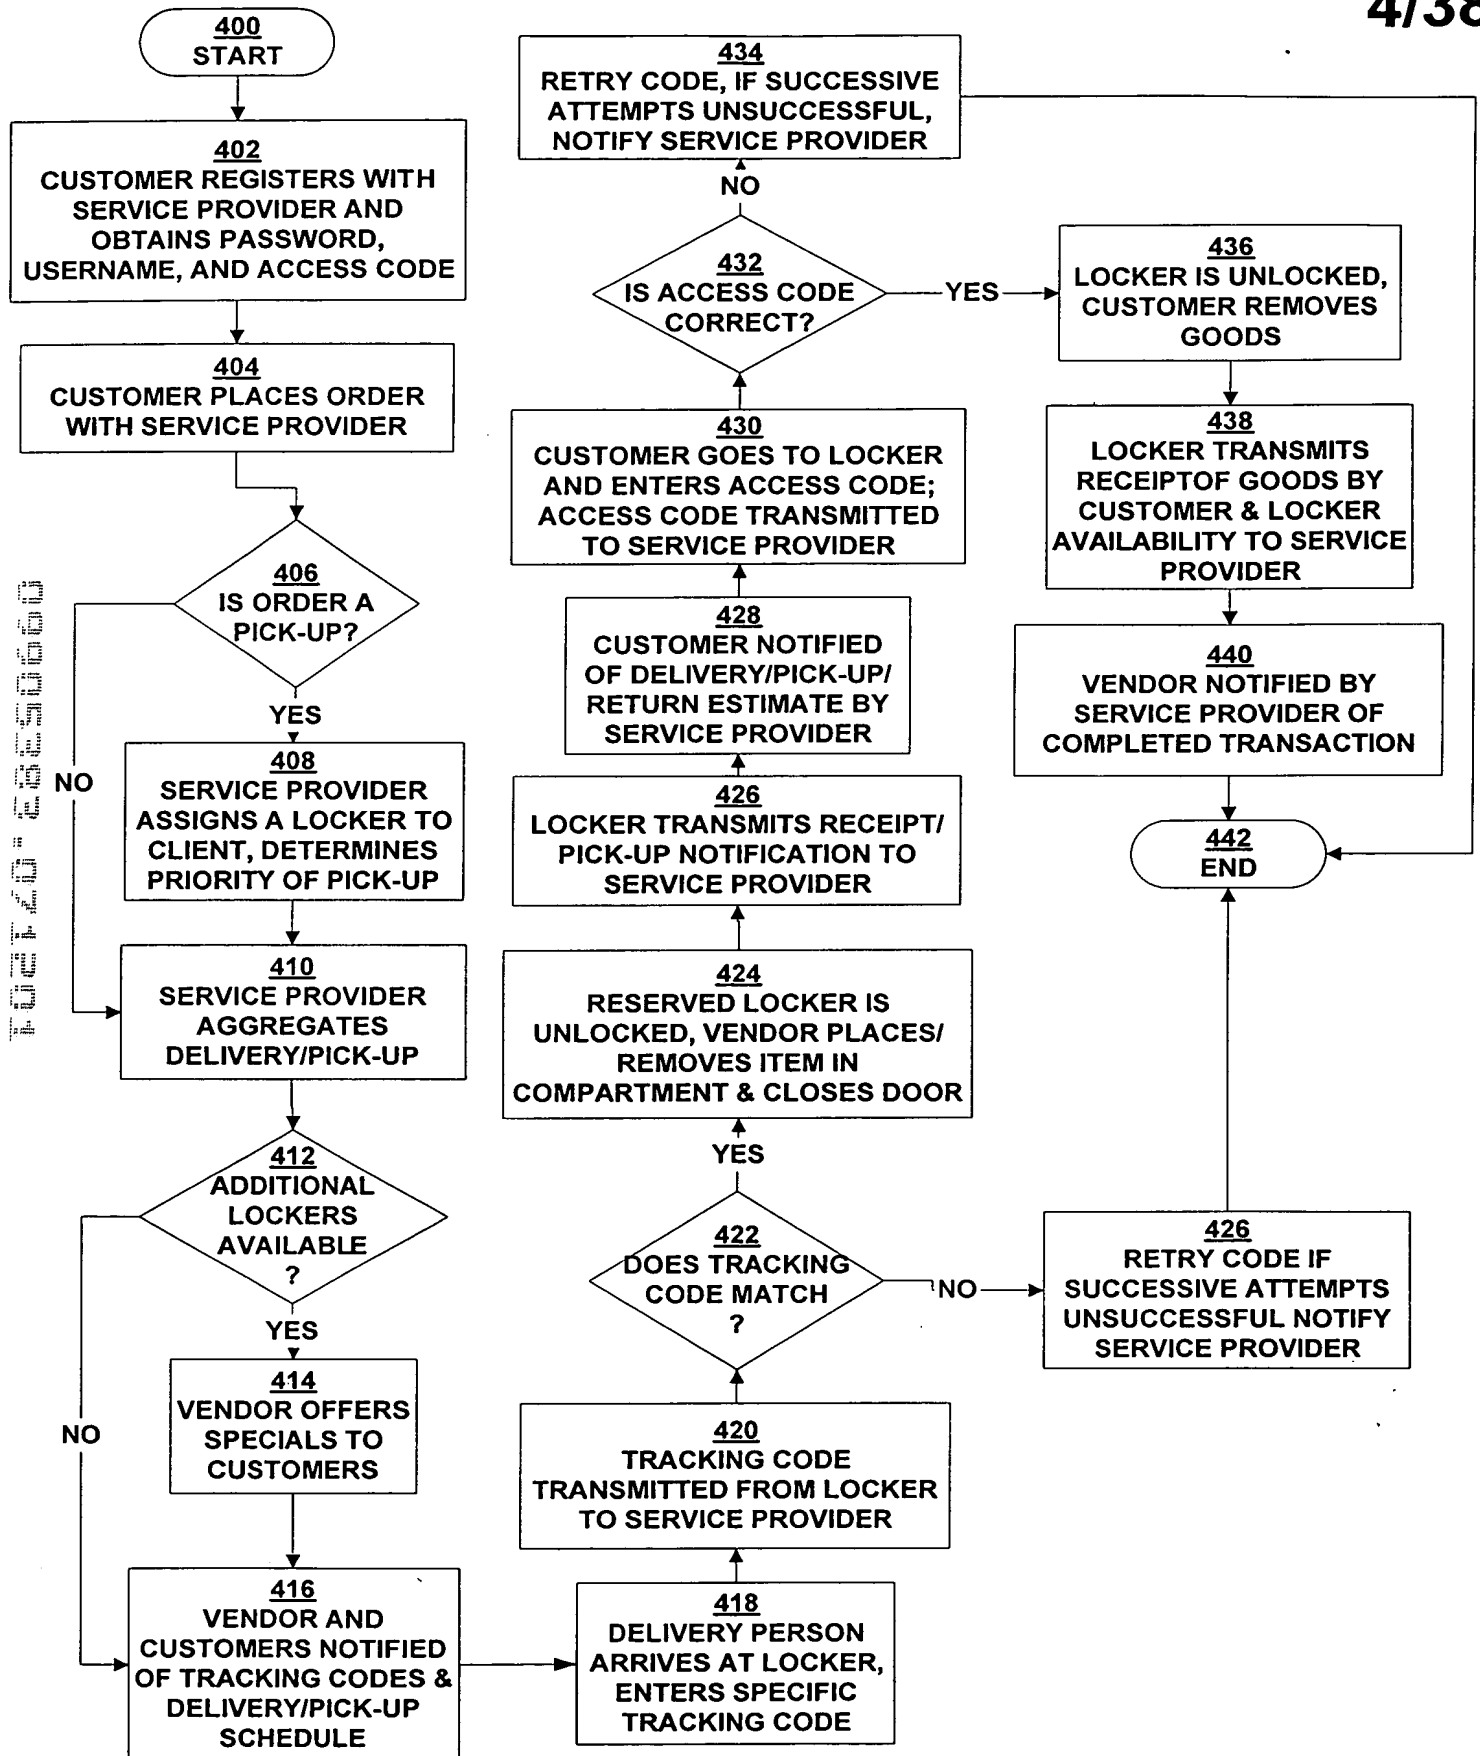 4/38
400
START
402
CUSTOMER REGISTERS WITH
SERVICE PROVIDER AND
OBTAINS PASSWORD,
USERNAME, AND ACCESS CODE
404
CUSTOMER PLACES ORDER
WITH SERVICE PROVIDER
406
IS ORDER A
PICK-UP?
NO
YES
408
SERVICE PROVIDER
ASSIGNS A LOCKER TO
CLIENT, DETERMINES
PRIORITY OF PICK-UP
410
SERVICE PROVIDER
AGGREGATES
DELIVERY/PICK-UP
412
ADDITIONAL
LOCKERS
AVAILABLE
?
YES
NO
414
VENDOR OFFERS
SPECIALS TO
CUSTOMERS
416
VENDOR AND
CUSTOMERS NOTIFIED
OF TRACKING CODES &
DELIVERY/PICK-UP
SCHEDULE
418
DELIVERY PERSON
ARRIVES AT LOCKER,
ENTERS SPECIFIC
TRACKING CODE
420
TRACKING CODE
TRANSMITTED FROM LOCKER
TO SERVICE PROVIDER
422
DOES TRACKING
CODE MATCH
?
NO
YES
426
RETRY CODE IF
SUCCESSIVE ATTEMPTS
UNSUCCESSFUL NOTIFY
SERVICE PROVIDER
424
RESERVED LOCKER IS
UNLOCKED, VENDOR PLACES/
REMOVES ITEM IN
COMPARTMENT & CLOSES DOOR
426
LOCKER TRANSMITS RECEIPT/
PICK-UP NOTIFICATION TO
SERVICE PROVIDER
428
CUSTOMER NOTIFIED
OF DELIVERY/PICK-UP/
RETURN ESTIMATE BY
SERVICE PROVIDER
430
CUSTOMER GOES TO LOCKER
AND ENTERS ACCESS CODE;
ACCESS CODE TRANSMITTED
TO SERVICE PROVIDER
432
IS ACCESS CODE
CORRECT?
NO
YES
434
RETRY CODE, IF SUCCESSIVE
ATTEMPTS UNSUCCESSFUL,
NOTIFY SERVICE PROVIDER
436
LOCKER IS UNLOCKED,
CUSTOMER REMOVES
GOODS
438
LOCKER TRANSMITS
RECEIPTOF GOODS BY
CUSTOMER & LOCKER
AVAILABILITY TO SERVICE
PROVIDER
440
VENDOR NOTIFIED BY
SERVICE PROVIDER OF
COMPLETED TRANSACTION
442
END